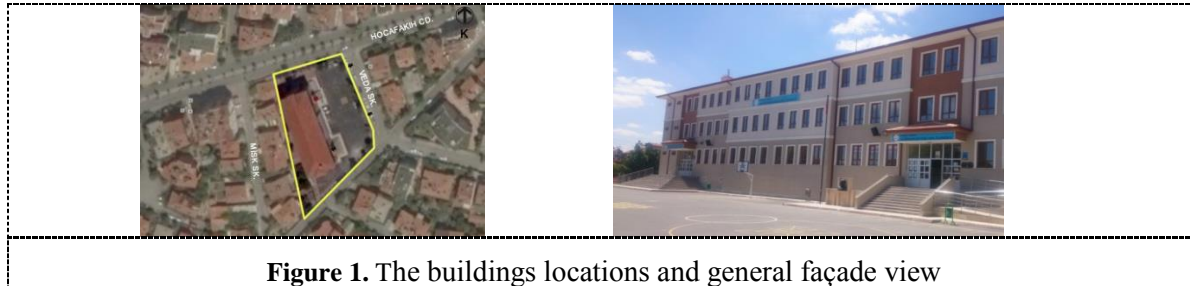 HOCAFAKIH CD.
K
VEDA SK.
MİSK SK.
Figure 1. The buildings locations and general façade view